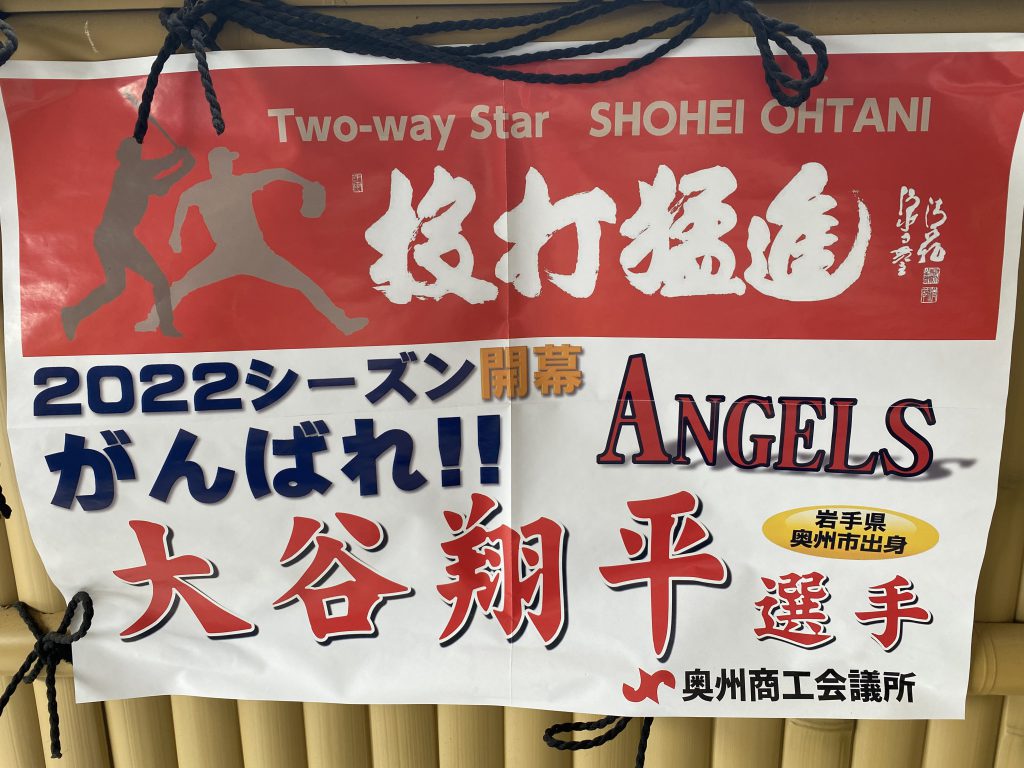 Two-way Star SHOHEI OHTANI
投打猛進
2022シーズン開幕
がんばれ!!
ANGELS
大谷翔平
岩手県
奥州市出身
選手
奥州商工会議所